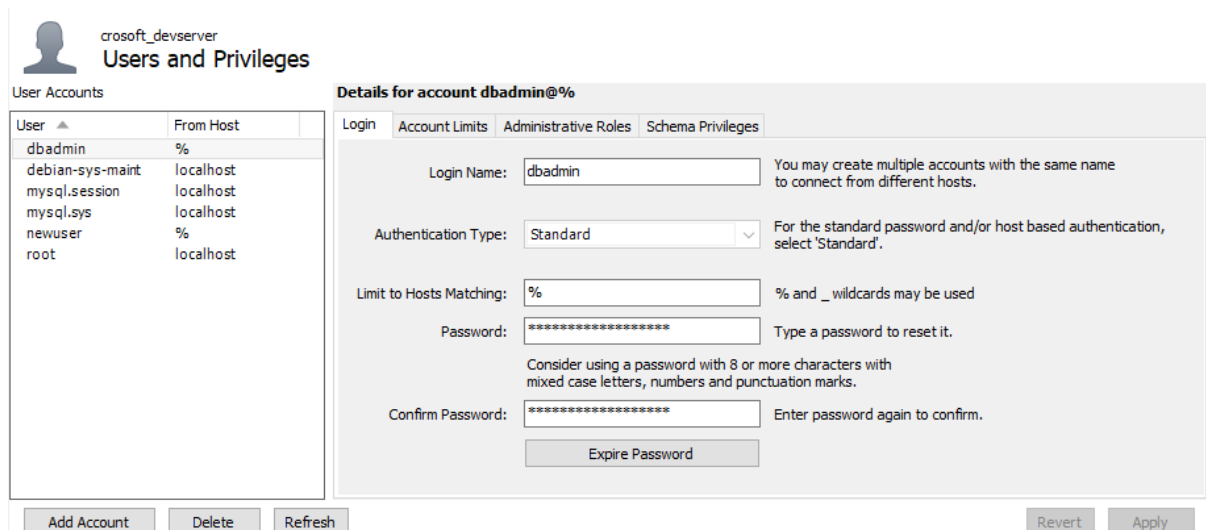 crosoft_devserver
Users and Privileges
User Accounts
User From Host
dbadmin %
debian-sys-maint localhost
mysql.session localhost
mysql.sys localhost
newuser %
root localhost
Add Account Delete Refresh
Details for account dbadmin@%
Login Account Limits Administrative Roles Schema Privileges
Login Name: dbadmin You may create multiple accounts with the same name
to connect from different hosts.
Authentication Type: Standard For the standard password and/or host based authentication,
select 'Standard'.
Limit to Hosts Matching: % % and _ wildcards may be used
Password: ****************** Type a password to reset it.
Consider using a password with 8 or more characters with
mixed case letters, numbers and punctuation marks.
Confirm Password: ****************** Enter password again to confirm.
Expire Password
Revert Apply